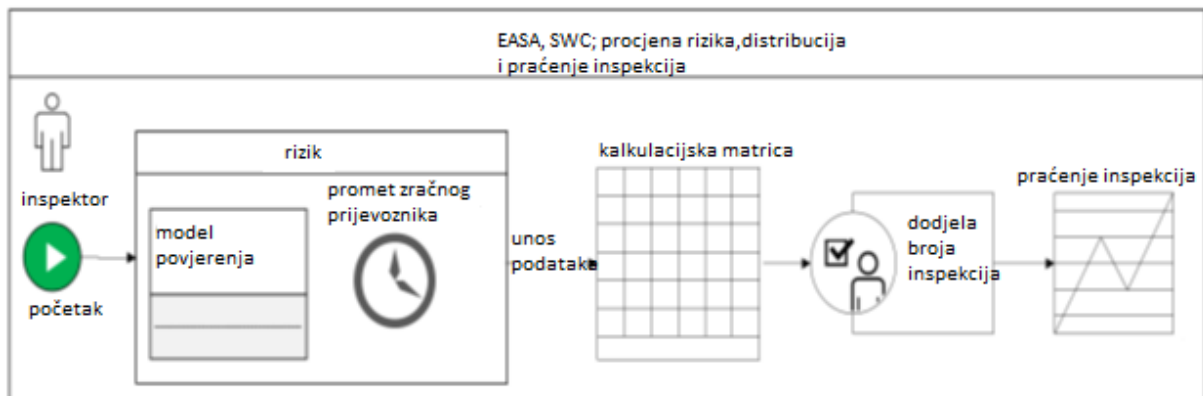 EASA, SWC; procjena rizika,distribucija
i praćenje inspekcija
inspektor
početak
rizik
model
povjerenja
promet zračnog
prijevoznika
unos
podataka
kalkulacijska matrica
dodjela
broja
inspekcija
praćenje inspekcija